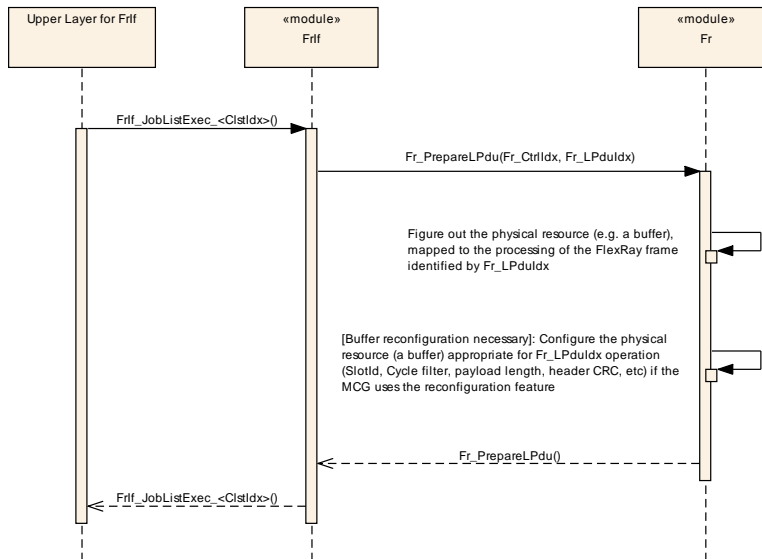 Upper Layer for FrIf
«module»
FrIf
«module»
Fr
FrIf_JobListExec_<ClstIdx>()
Fr_PrepareLPdu(Fr_CtrlIdx, Fr_LPduIdx)
Figure out the physical resource (e.g. a buffer),
mapped to the processing of the FlexRay frame
identified by Fr_LPduIdx
[Buffer reconfiguration necessary]: Configure the physical
resource (a buffer) appropriate for Fr_LPduIdx operation
(SlotId, Cycle filter, payload length, header CRC, etc) if the
MCG uses the reconfiguration feature
Fr_PrepareLPdu()
FrIf_JobListExec_<ClstIdx>()